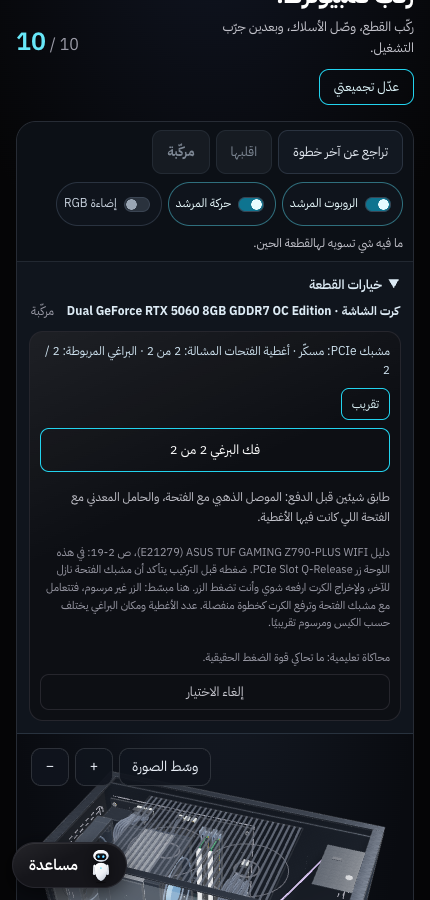 ركّب كمبيوترك.
ركّب القطع، وصّل الأسلاك، وبعدين جرّب
التشغيل.
10 / 10
عدّل تجميعتي
تراجع عن آخر خطوة
اقلبها
مركّبة
الروبوت المرشد
حركة المرشد
إضاءة RGB
ما فيه شي تسويه لهالقطعة الحين.
▼ خيارات القطعة
كرت الشاشة · Dual GeForce RTX 5060 8GB GDDR7 OC Edition مركّبة
مشبك PCIe: مسكّر · أغطية الفتحات المشالة: 2 من 2 · البراغي المربوطة: 2 /
2
تقريب
فك البرغي 2 من 2
طابق شيئين قبل الدفع: الموصل الذهبي مع الفتحة، والحامل المعدني مع
الفتحة اللي كانت فيها الأغطية.
دليل ASUS TUF GAMING Z790-PLUS WIFI (E21279)، ص 2-19: في هذه
اللوحة زر PCIe Slot Q-Release. ضغطه قبل التركيب يتأكد أن مشبك الفتحة نازل
للآخر، ولإخراج الكرت ارفعه شوي وأنت تضغط الزر. هنا مبسّط: الزر غير مرسوم، فتتعامل
مع مشبك الفتحة وترفع الكرت كخطوة منفصلة. عدد الأغطية ومكان البراغي يختلف
حسب الكيس ومرسوم تقريبيًا.
محاكاة تعليمية: ما تحاكي قوة الضغط الحقيقية.
إلغاء الاختيار
وسّط الصورة
+
−
مساعدة